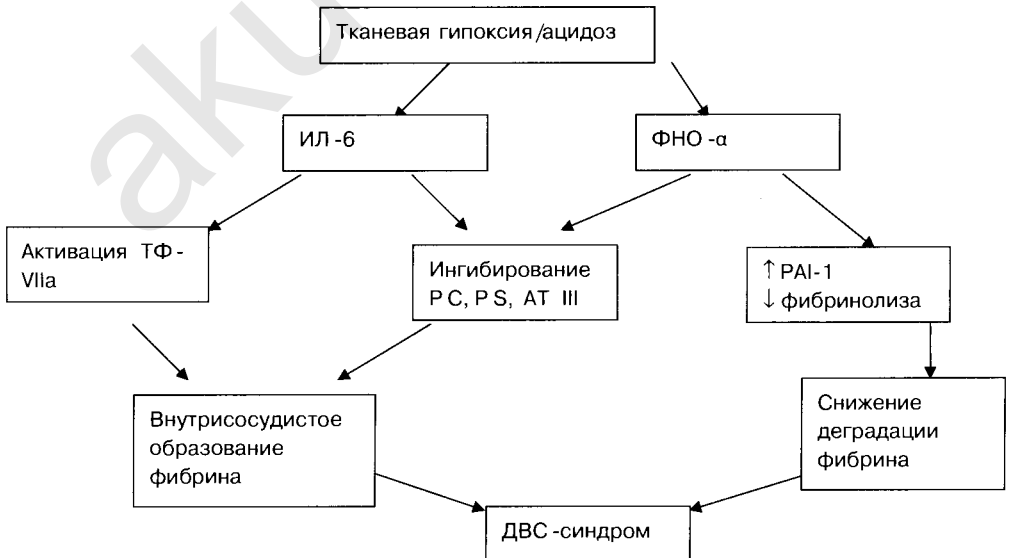 Тканевая гипоксия/ацидоз
ИЛ-6
ФНО-α
Активация ТФ-
VIIa
Ингибирование
PC, PS, AT III
↑ PAI-1
↓ фибринолиза
Внутрисосудистое
образование
фибрина
Снижение
деградации
фибрина
ДВС-синдром
aku